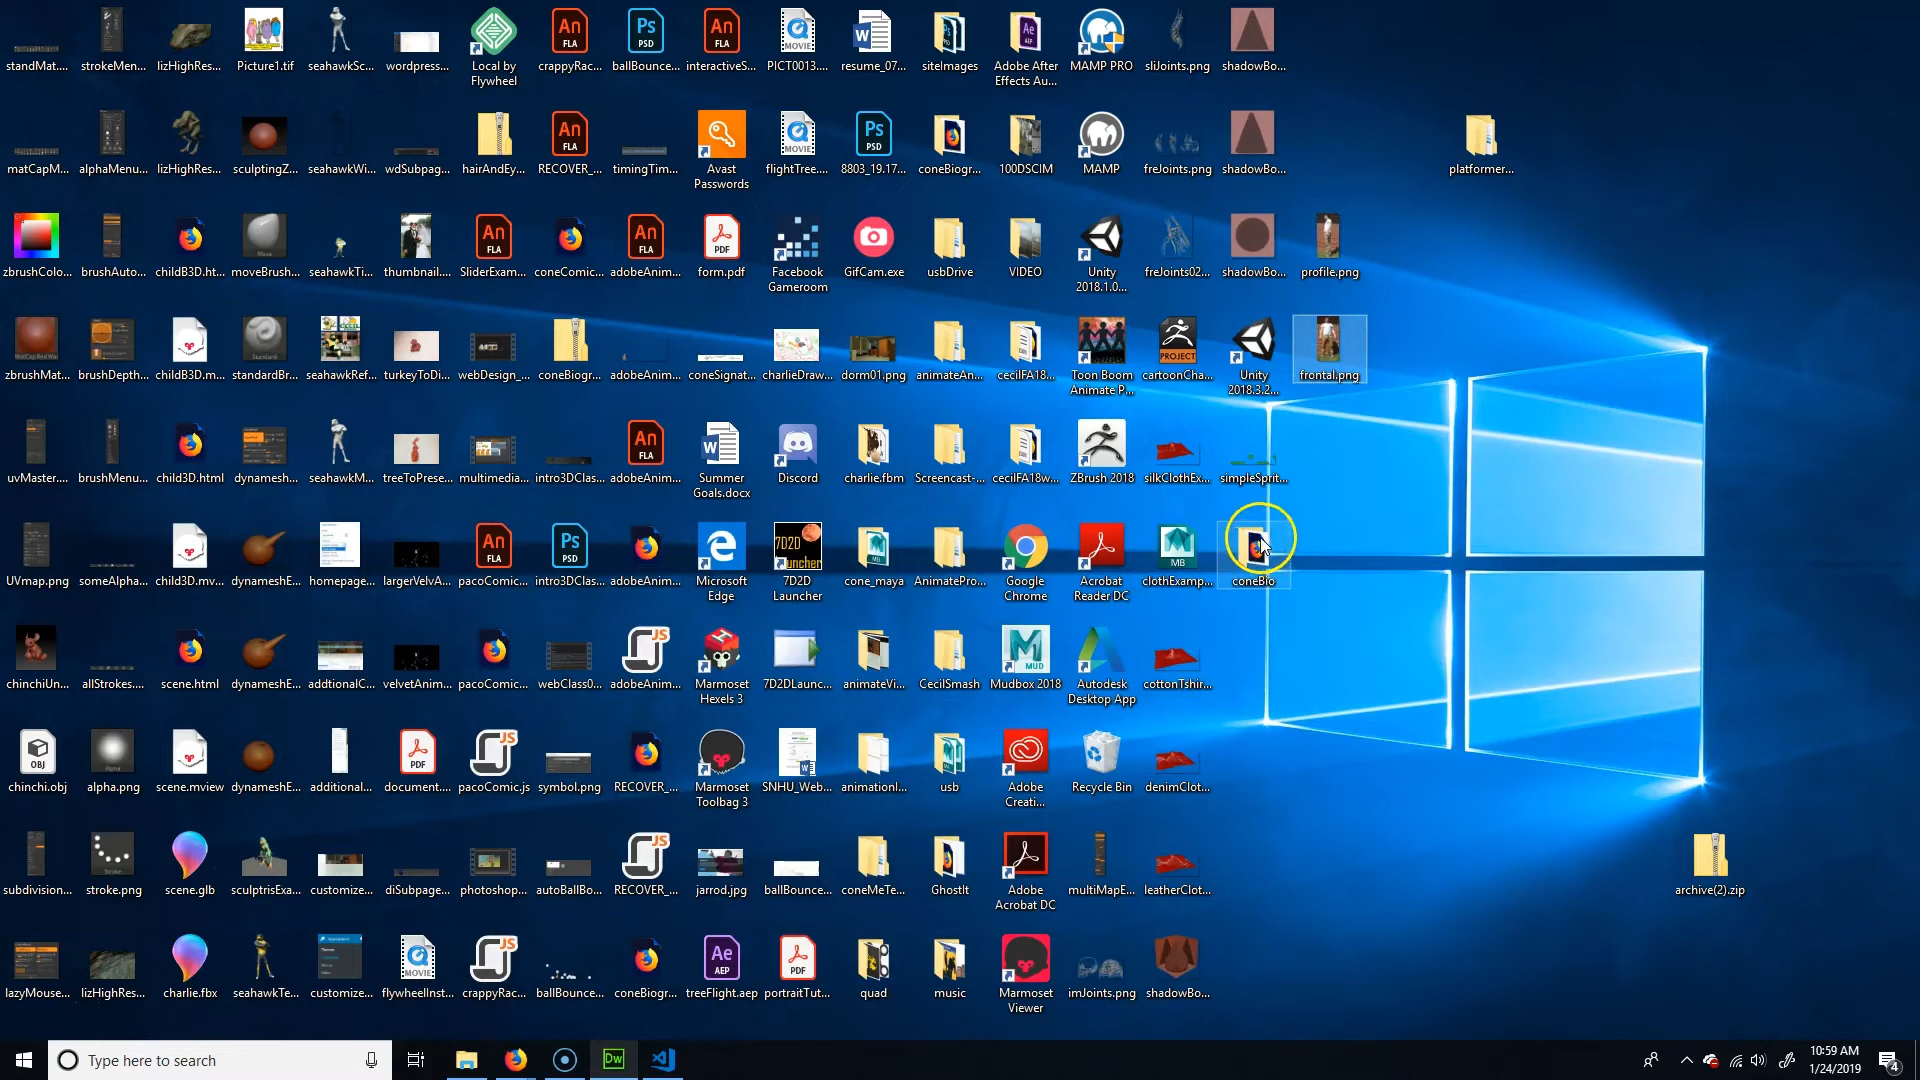 standMat....
strokeMen...
lizHighRes...
Picture1.tif
seahawkSc...
wordpress...
Local by
Flywheel
crappyRac...
ballBounce...
interactiveS...
PICT0013....
resume_07...
siteImages
Adobe After
Effects Au...
MAMP PRO
sliJoints.png
shadowBo...
matCapM...
alphaMenu...
lizHighRes...
sculptingZ...
seahawkWi...
wdSubpag...
hairAndEy...
RECOVER_...
timingTim...
Avast
Passwords
flightTree....
8803_19.17...
coneBiogr...
100DSCIM
MAMP
freJoints.png
shadowBo...
platformer...
zbrushColo...
brushAuto...
childB3D.ht...
moveBrush...
seahawkTi...
thumbnail....
SliderExam...
coneComic...
adobeAnim...
form.pdf
Facebook
Gameroom
GifCam.exe
usbDrive
VIDEO
Unity
2018.1.0...
freJoints02...
shadowBo...
profile.png
zbrushMat...
brushDepth...
childB3D.m...
standardBr...
seahawkRef...
turkeyToDi...
webDesign_...
coneBiogr...
adobeAnim...
coneSignat...
charlieDraw...
dorm01.png
animateAn...
cecilFA18...
Toon Boom
Animate P...
cartoonCha...
Unity
2018.3.2...
frontal.png
uvMaster....
brushMenu...
child3D.html
dynamesh...
seahawkM...
treeToPrese...
multimedia...
intro3DClas...
adobeAnim...
Summer
Goals.docx
Discord
charlie.fbm
Screencast-...
cecilFA18w...
ZBrush 2018
silkClothEx...
simpleSprit...
UVmap.png
someAlpha...
child3D.mv...
dynameshE...
homepage...
largerVelvA...
pacoComic...
intro3DClas...
adobeAnim...
Microsoft
Edge
7D2D
Launcher
cone_maya
AnimatePro...
Google
Chrome
Acrobat
Reader DC
clothExamp...
coneBio
chinchiUn...
allStrokes....
scene.html
dynameshE...
addtionalC...
velvetAnim...
pacoComic...
webClass0...
adobeAnim...
Marmoset
Hexels 3
7D2DLaunc...
animateVi...
CecilSmash
Mudbox 2018
Autodesk
Desktop App
cottonTshir...
chinchi.obj
alpha.png
scene.mview
dynameshE...
additional...
document....
pacoComic.js
symbol.png
RECOVER_...
Marmoset
Toolbag 3
SNHU_Web...
animationI...
usb
Adobe
Creati...
Recycle Bin
denimClot...
subdivision...
stroke.png
scene.glb
sculptrisExa...
customize...
diSubpage...
photoshop...
autoBallBo...
RECOVER_...
jarrod.jpg
ballBounce...
coneMeTe...
GhostIt
Adobe
Acrobat DC
multiMapE...
leatherClot...
archive(2).zip
lazyMouse...
lizHighRes...
charlie.fbx
seahawkTe...
customize...
flywheelInst...
crappyRac...
ballBounce...
coneBiogr...
treeFlight.aep
portraitTut...
quad
music
Marmoset
Viewer
imJoints.png
shadowBo...
Type here to search
Dw
10:59 AM
1/24/2019
4